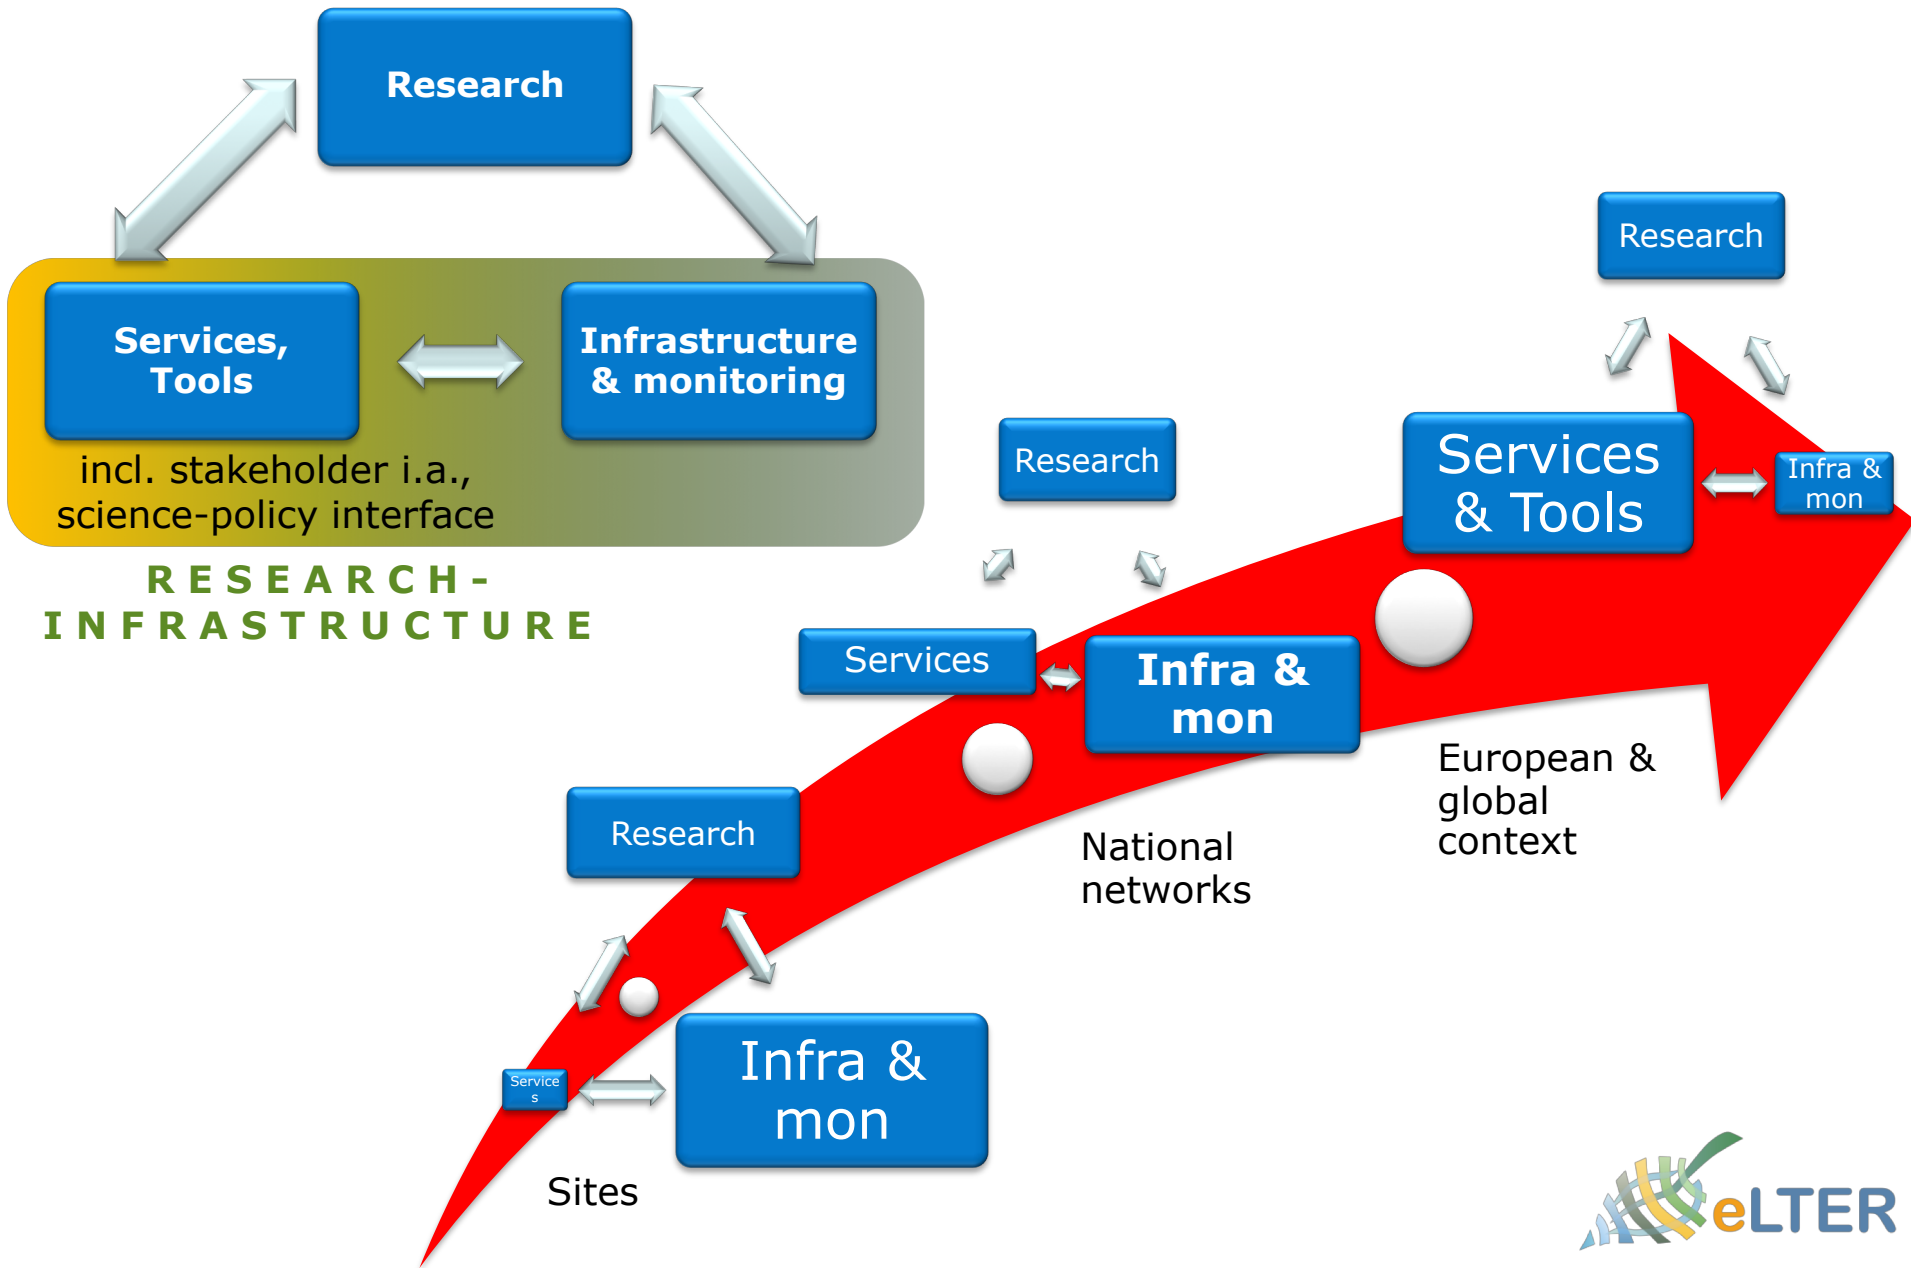 Research
Services,
Tools
Infrastructure
& monitoring
incl. stakeholder i.a.,
science-policy interface
RESEARCH-
INFRASTRUCTURE
Research
Services
& Tools
Infra &
mon
Research
Services
Infra &
mon
European &
global
context
National
networks
Research
Service
s
Infra &
mon
Sites
eLTER